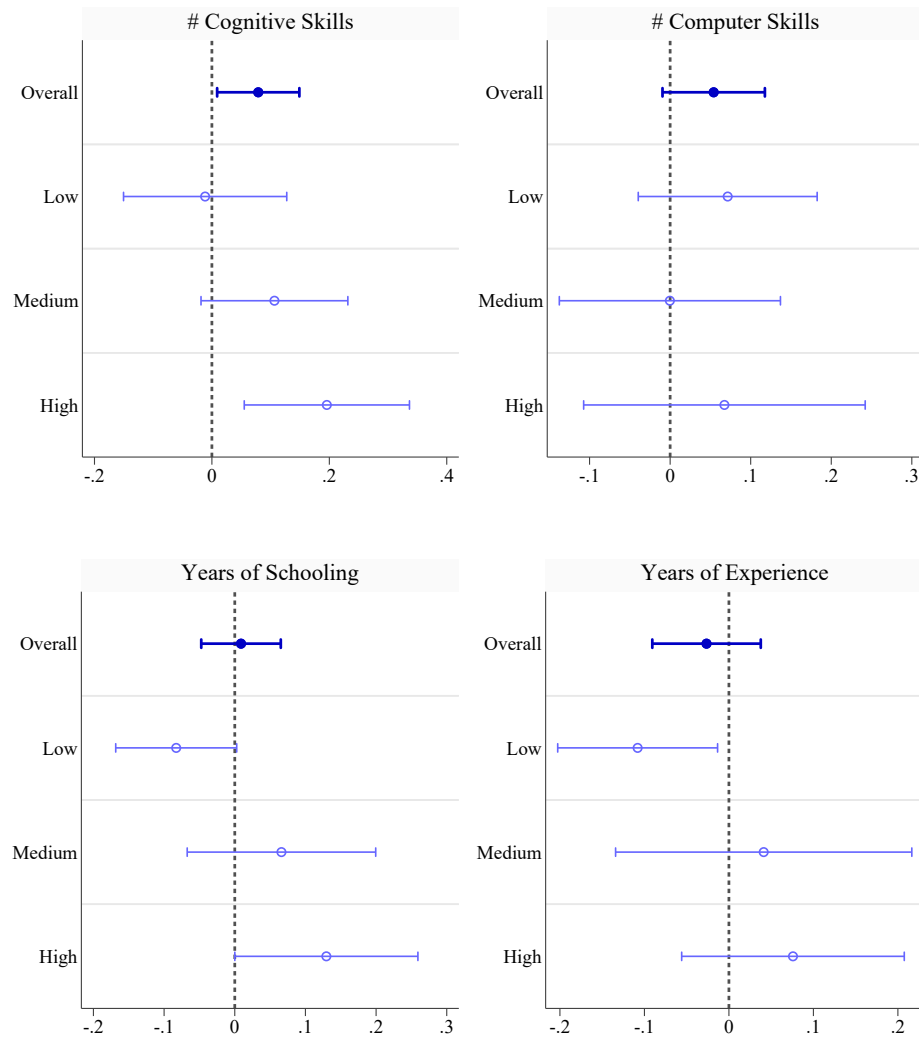 # Cognitive Skills
Overall
Low
Medium
High
-.2 0 .2 .4
# Computer Skills
Overall
Low
Medium
High
-.1 0 .1 .2 .3
Years of Schooling
Overall
Low
Medium
High
-.2 -.1 0 .1 .2 .3
Years of Experience
Overall
Low
Medium
High
-.2 -.1 0 .1 .2